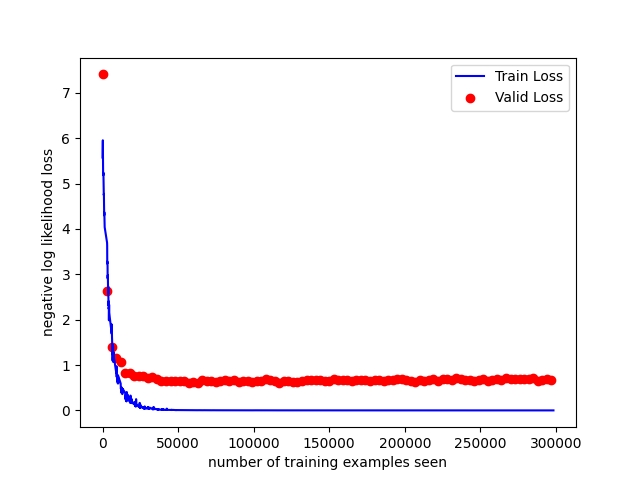 Train Loss
Valid Loss
negative log likelihood loss
7
6
5
4
3
2
1
0
0 50000 100000 150000 200000 250000 300000
number of training examples seen